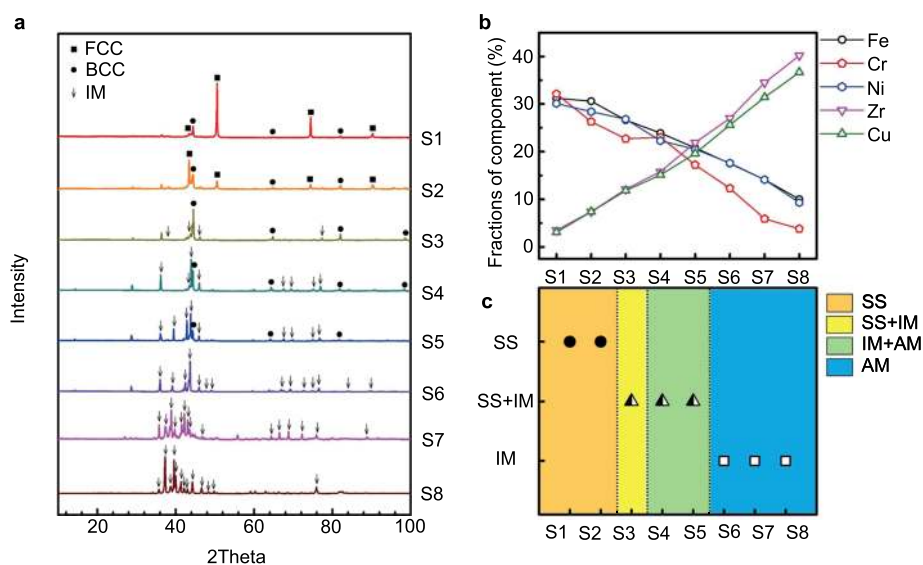 a
FCC
BCC
IM
S1
S2
S3
S4
S5
S6
S7
S8
Intensity
20 40 60 80 100
2Theta
b
Fractions of component (%)
40
30
20
10
0
S1 S2 S3 S4 S5 S6 S7 S8
Fe
Cr
Ni
Zr
Cu
c
SS
SS+IM
IM
S1 S2 S3 S4 S5 S6 S7 S8
SS
SS+IM
IM+AM
AM